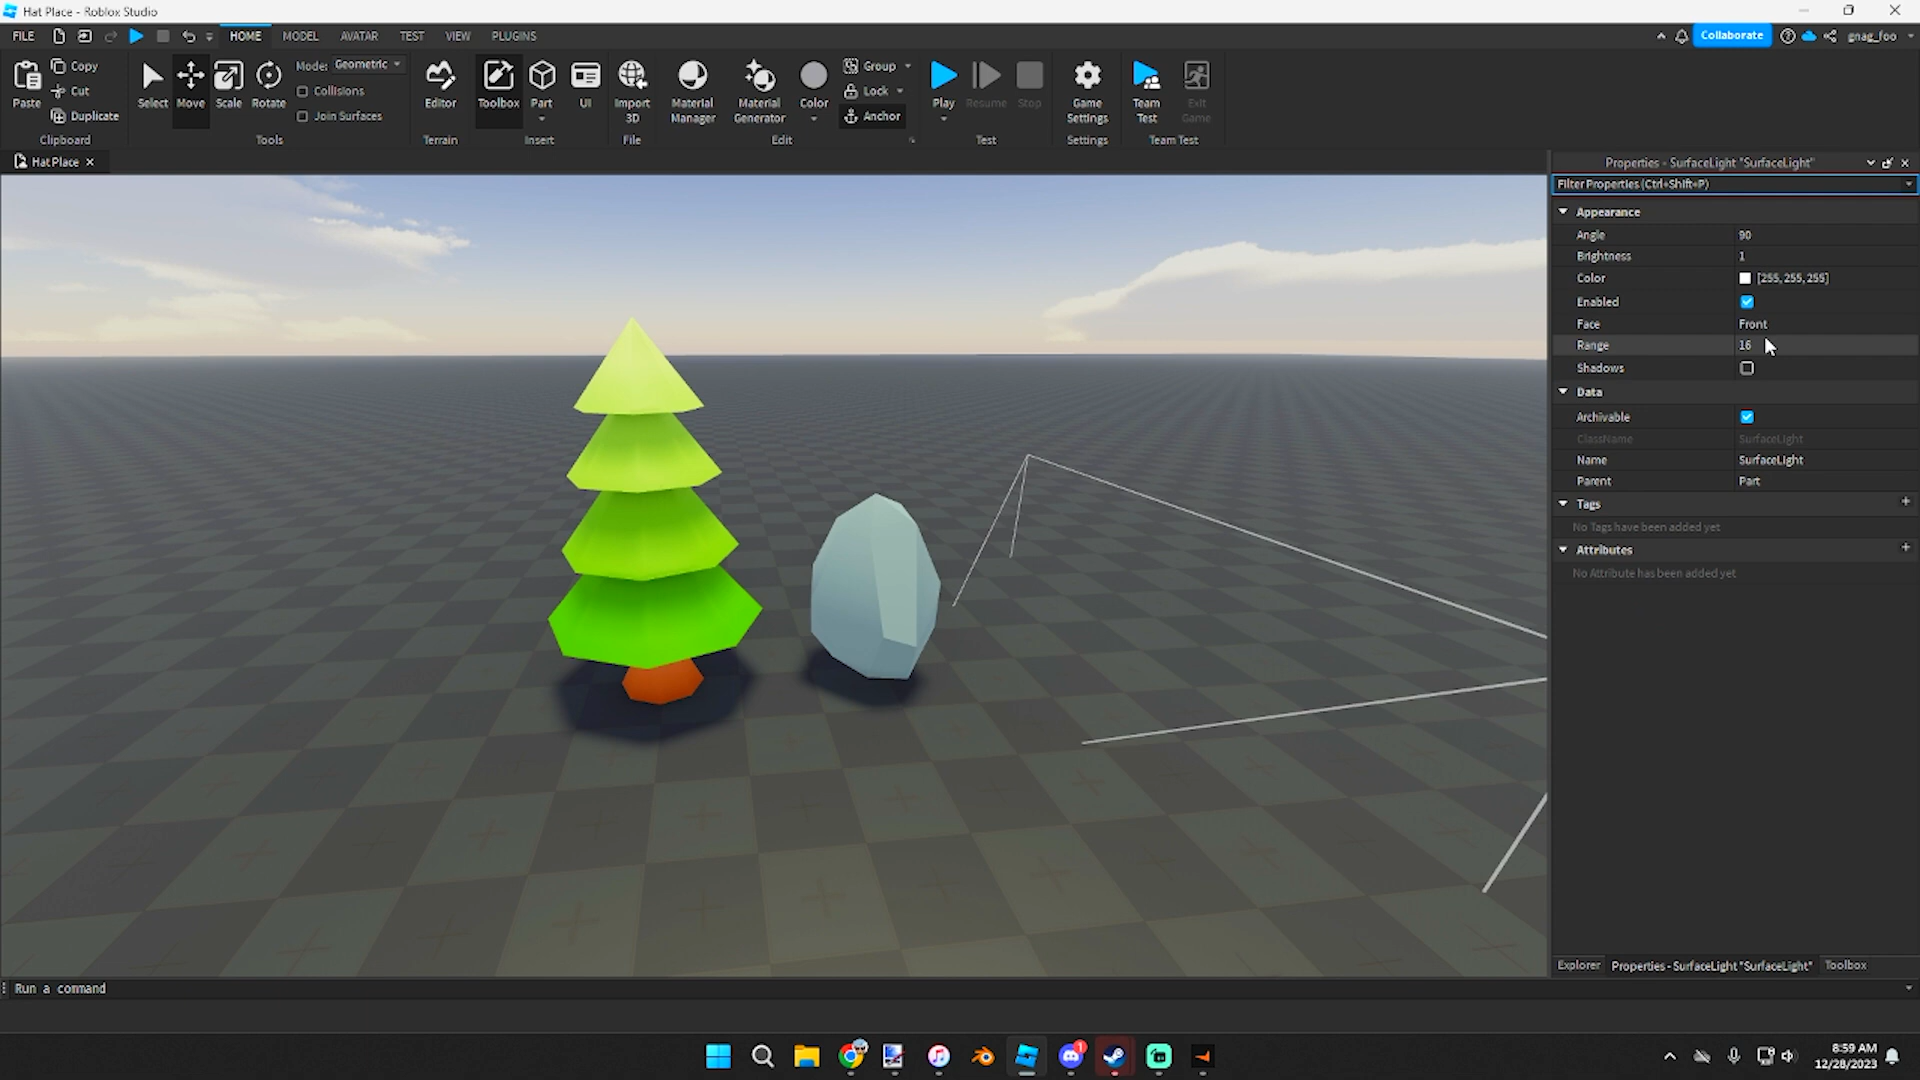 Hat Place - Roblox Studio
FILE HOME MODEL AVATAR TEST VIEW PLUGINS Collaborate gnag_foo
Paste Copy Cut Duplicate
Clipboard
Select Move Scale Rotate
Mode: Geometric
Collisions
Join Surfaces
Tools
Editor
Terrain
Toolbox Part UI
Insert
Import 3D
File
Material Manager Material Generator Color
Group
Lock
Anchor
Edit
Play Resume Stop
Test
Game Settings
Settings
Team Test Exit Game
Team Test
Hat Place
Properties - SurfaceLight "SurfaceLight"
Filter Properties (Ctrl+Shift+P)
Appearance
Angle 90
Brightness 1
Color [255, 255, 255]
Enabled
Face Front
Range 16
Shadows
Data
Archivable
ClassName SurfaceLight
Name SurfaceLight
Parent Part
Tags
No Tags have been added yet
Attributes
No Attribute has been added yet
Explorer Properties - SurfaceLight "SurfaceLight" Toolbox
Run a command
1
8:59 AM
12/28/2023